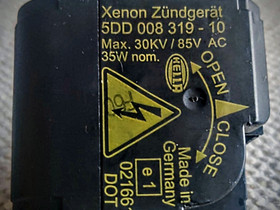 Xenon Zündgerät
5DD 008 319 - 10
Max. 30KV / 85V AC
35W nom.
HELLA
OPEN
CLOSE
Made in
Germany
e 1
02166
DOT